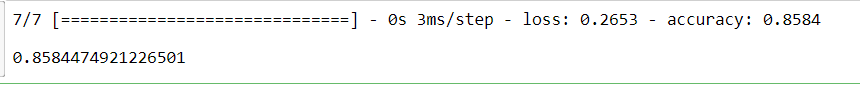 7/7 [==============================] - 0s 3ms/step - loss: 0.2653 - accuracy: 0.8584
0.8584474921226501